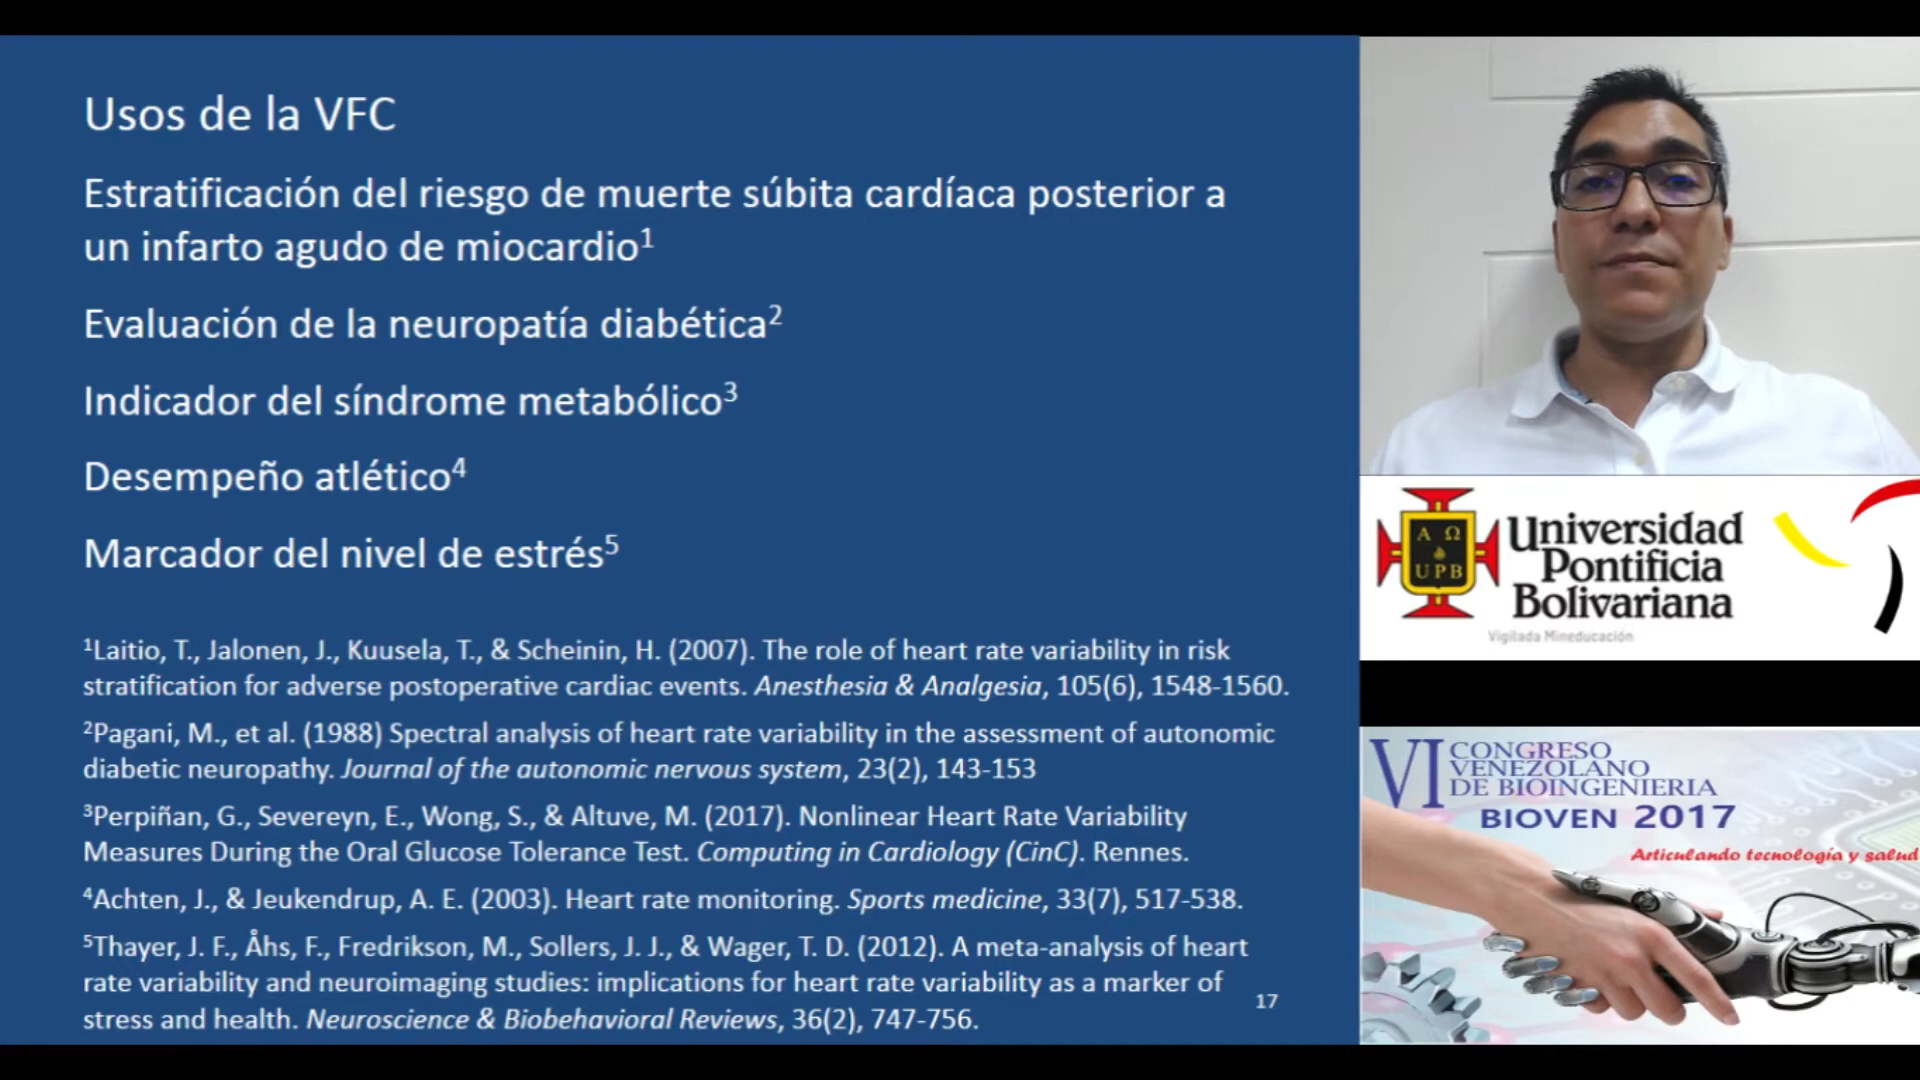 Usos de la VFC
Estratificación del riesgo de muerte súbita cardíaca posterior a
un infarto agudo de miocardio¹
Evaluación de la neuropatía diabética²
Indicador del síndrome metabólico³
Desempeño atlético⁴
Marcador del nivel de estrés⁵
¹Laitio, T., Jalonen, J., Kuusela, T., & Scheinin, H. (2007). The role of heart rate variability in risk
stratification for adverse postoperative cardiac events. Anesthesia & Analgesia, 105(6), 1548-1560.
²Pagani, M., et al. (1988) Spectral analysis of heart rate variability in the assessment of autonomic
diabetic neuropathy. Journal of the autonomic nervous system, 23(2), 143-153
³Perpiñan, G., Severeyn, E., Wong, S., & Altuve, M. (2017). Nonlinear Heart Rate Variability
Measures During the Oral Glucose Tolerance Test. Computing in Cardiology (CinC). Rennes.
⁴Achten, J., & Jeukendrup, A. E. (2003). Heart rate monitoring. Sports medicine, 33(7), 517-538.
⁵Thayer, J. F., Åhs, F., Fredrikson, M., Sollers, J. J., & Wager, T. D. (2012). A meta-analysis of heart
rate variability and neuroimaging studies: implications for heart rate variability as a marker of
stress and health. Neuroscience & Biobehavioral Reviews, 36(2), 747-756.
17
Α Ω
UPB
Universidad
Pontificia
Bolivariana
Vigilada Mineducación
VI CONGRESO
VENEZOLANO
DE BIOINGENIERIA
BIOVEN 2017
Articulando tecnología y salud